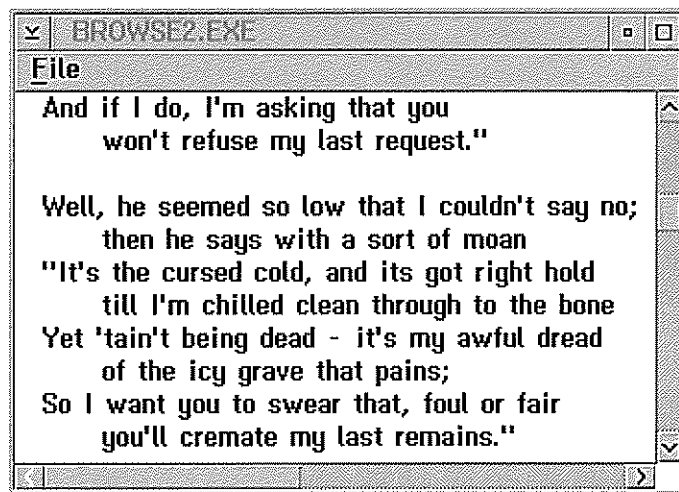 BROWSE2.EXE
File
And if I do, I'm asking that you
won't refuse my last request."
Well, he seemed so low that I couldn't say no;
then he says with a sort of moan
"It's the cursed cold, and its got right hold
till I'm chilled clean through to the bone
Yet 'tain't being dead - it's my awful dread
of the icy grave that pains;
So I want you to swear that, foul or fair
you'll cremate my last remains."